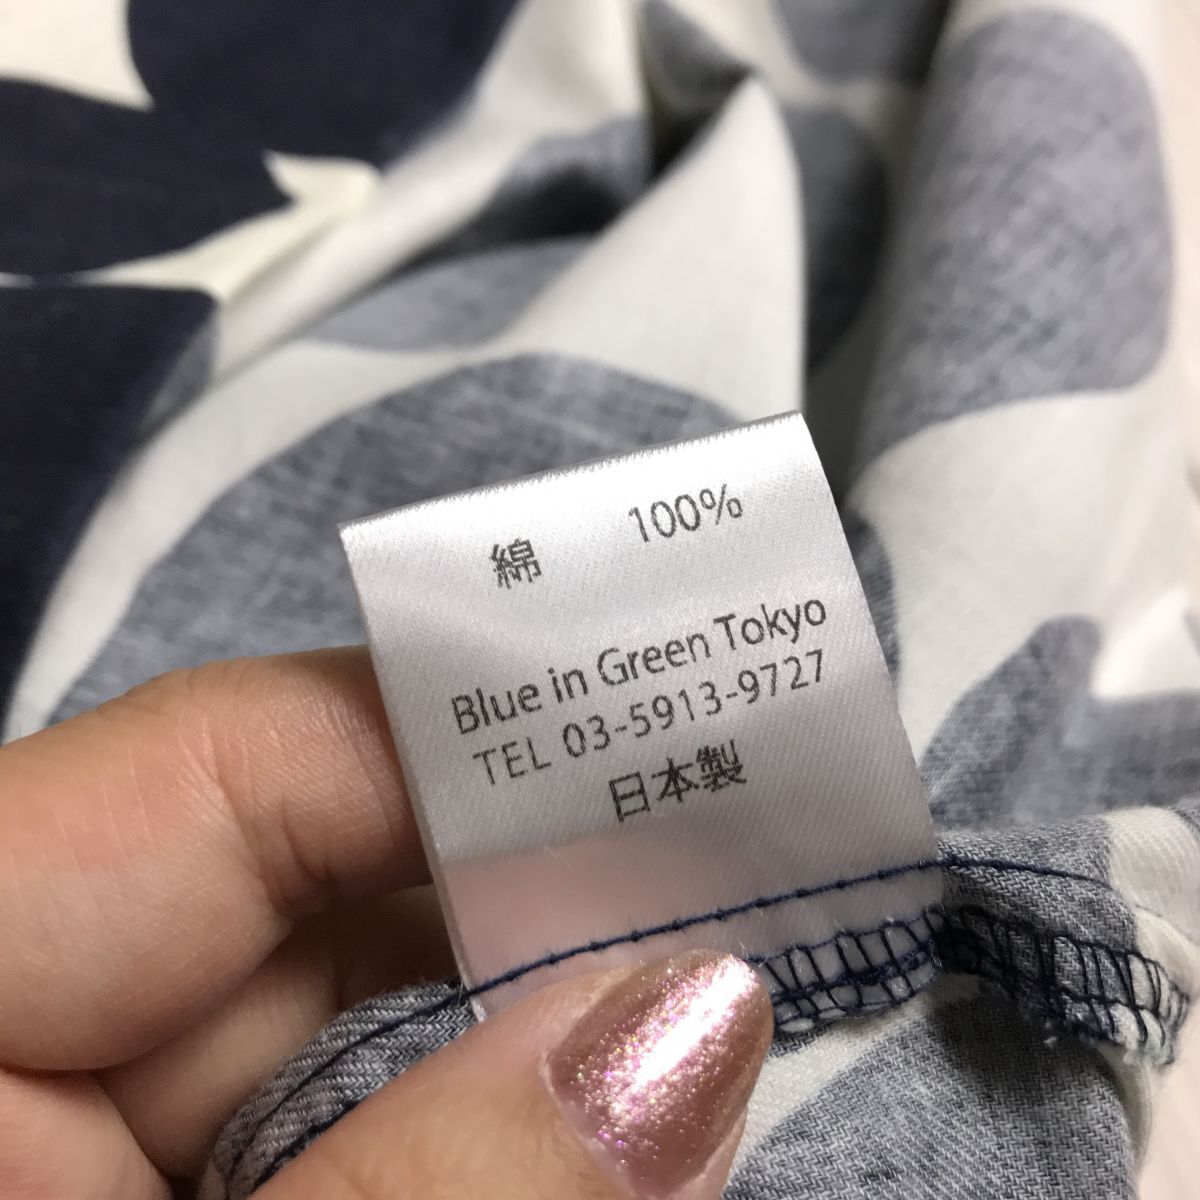 綿 100%
Blue in Green Tokyo
TEL 03-5913-9727
日本製